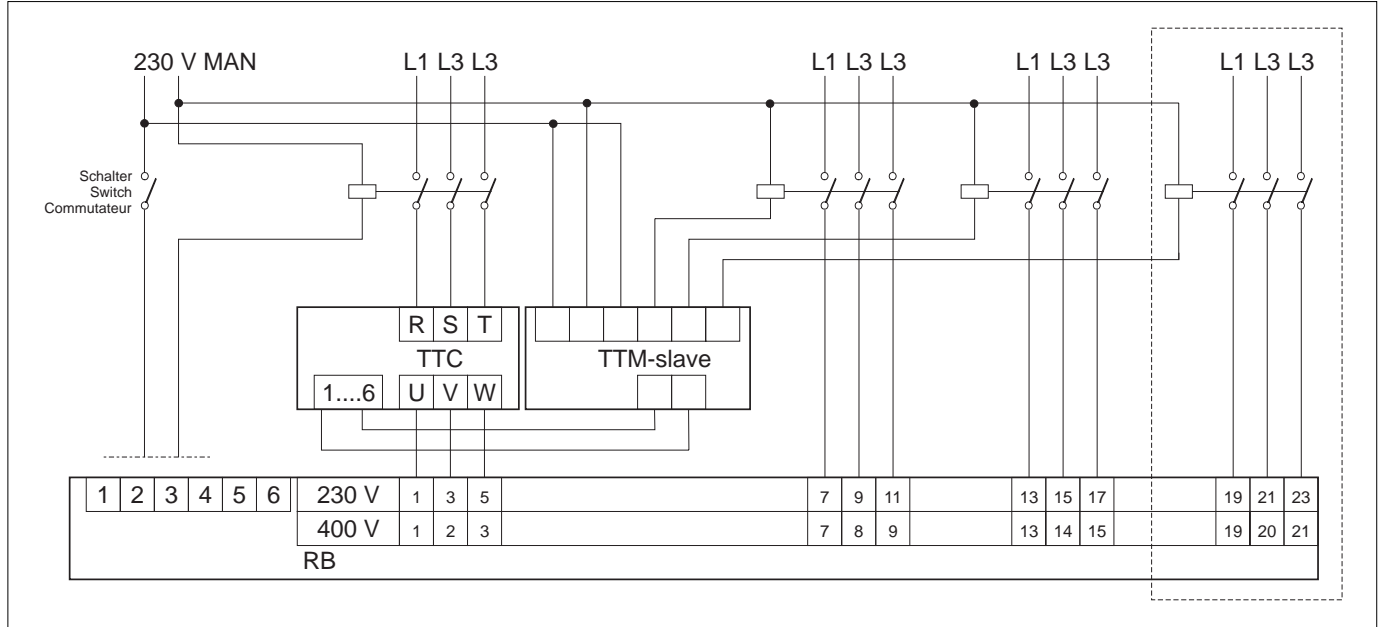 230 V MAN L1 L3 L3 L1 L3 L3 L1 L3 L3 L1 L3 L3
Schalter
Switch
Commutateur
R S T
TTC TTM-slave
1....6 U V W
1 2 3 4 5 6 230 V 1 3 5 7 9 11 13 15 17 19 21 23
400 V 1 2 3 7 8 9 13 14 15 19 20 21
RB